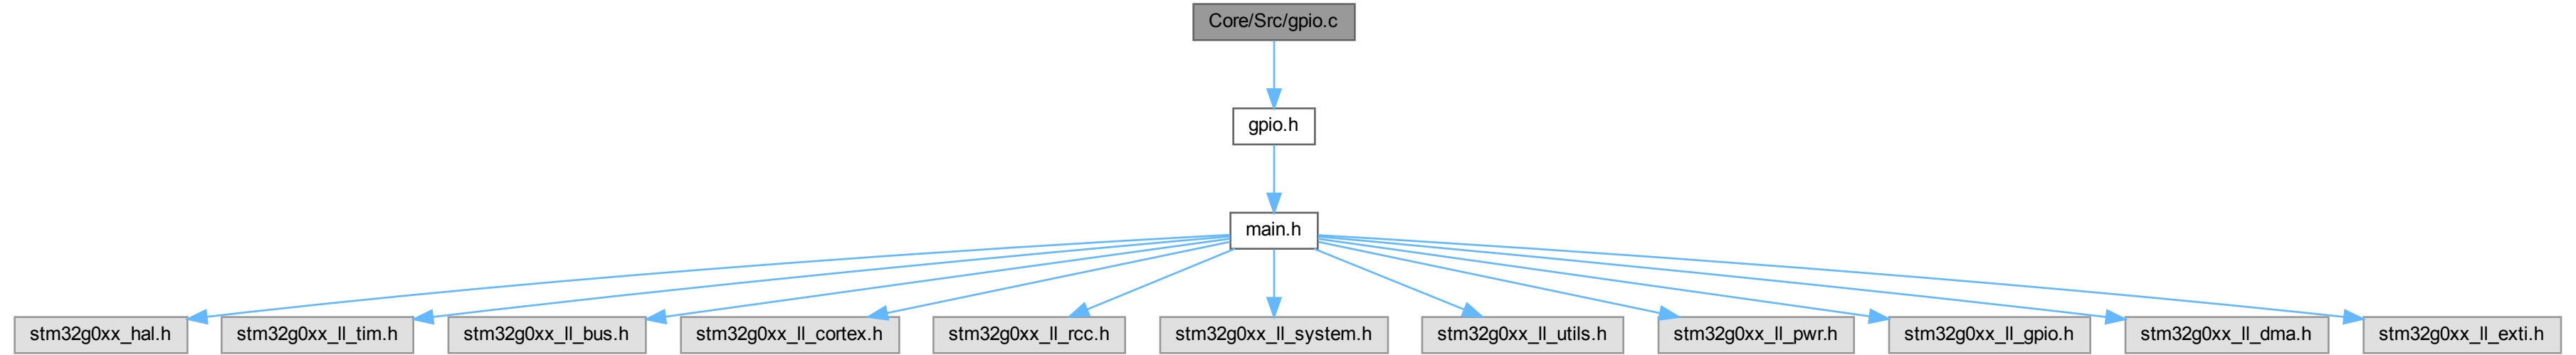 Core/Src/gpio.c
gpio.h
main.h
stm32g0xx_hal.h
stm32g0xx_ll_tim.h
stm32g0xx_ll_bus.h
stm32g0xx_ll_cortex.h
stm32g0xx_ll_rcc.h
stm32g0xx_ll_system.h
stm32g0xx_ll_utils.h
stm32g0xx_ll_pwr.h
stm32g0xx_ll_gpio.h
stm32g0xx_ll_dma.h
stm32g0xx_ll_exti.h